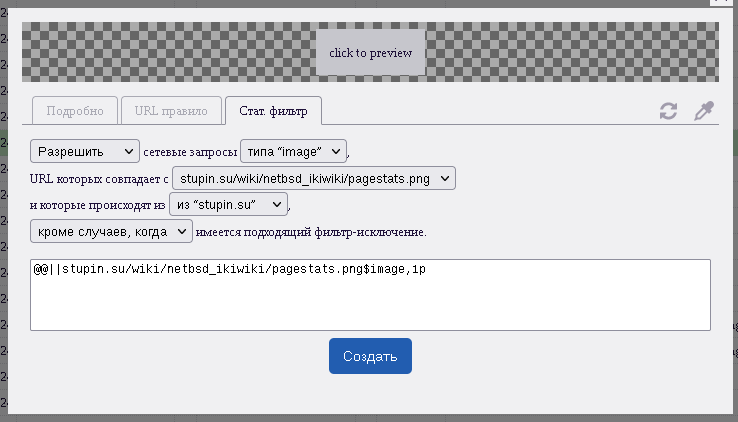 click to preview
Подробно
URL правило
Стат. фильтр
Разрешить сетевые запросы типа “image”,
URL которых совпадает с stupin.su/wiki/netbsd_ikiwiki/pagestats.png
и которые происходят из из “stupin.su”,
кроме случаев, когда имеется подходящий фильтр-исключение.
@@||stupin.su/wiki/netbsd_ikiwiki/pagestats.png$image,1p
Создать